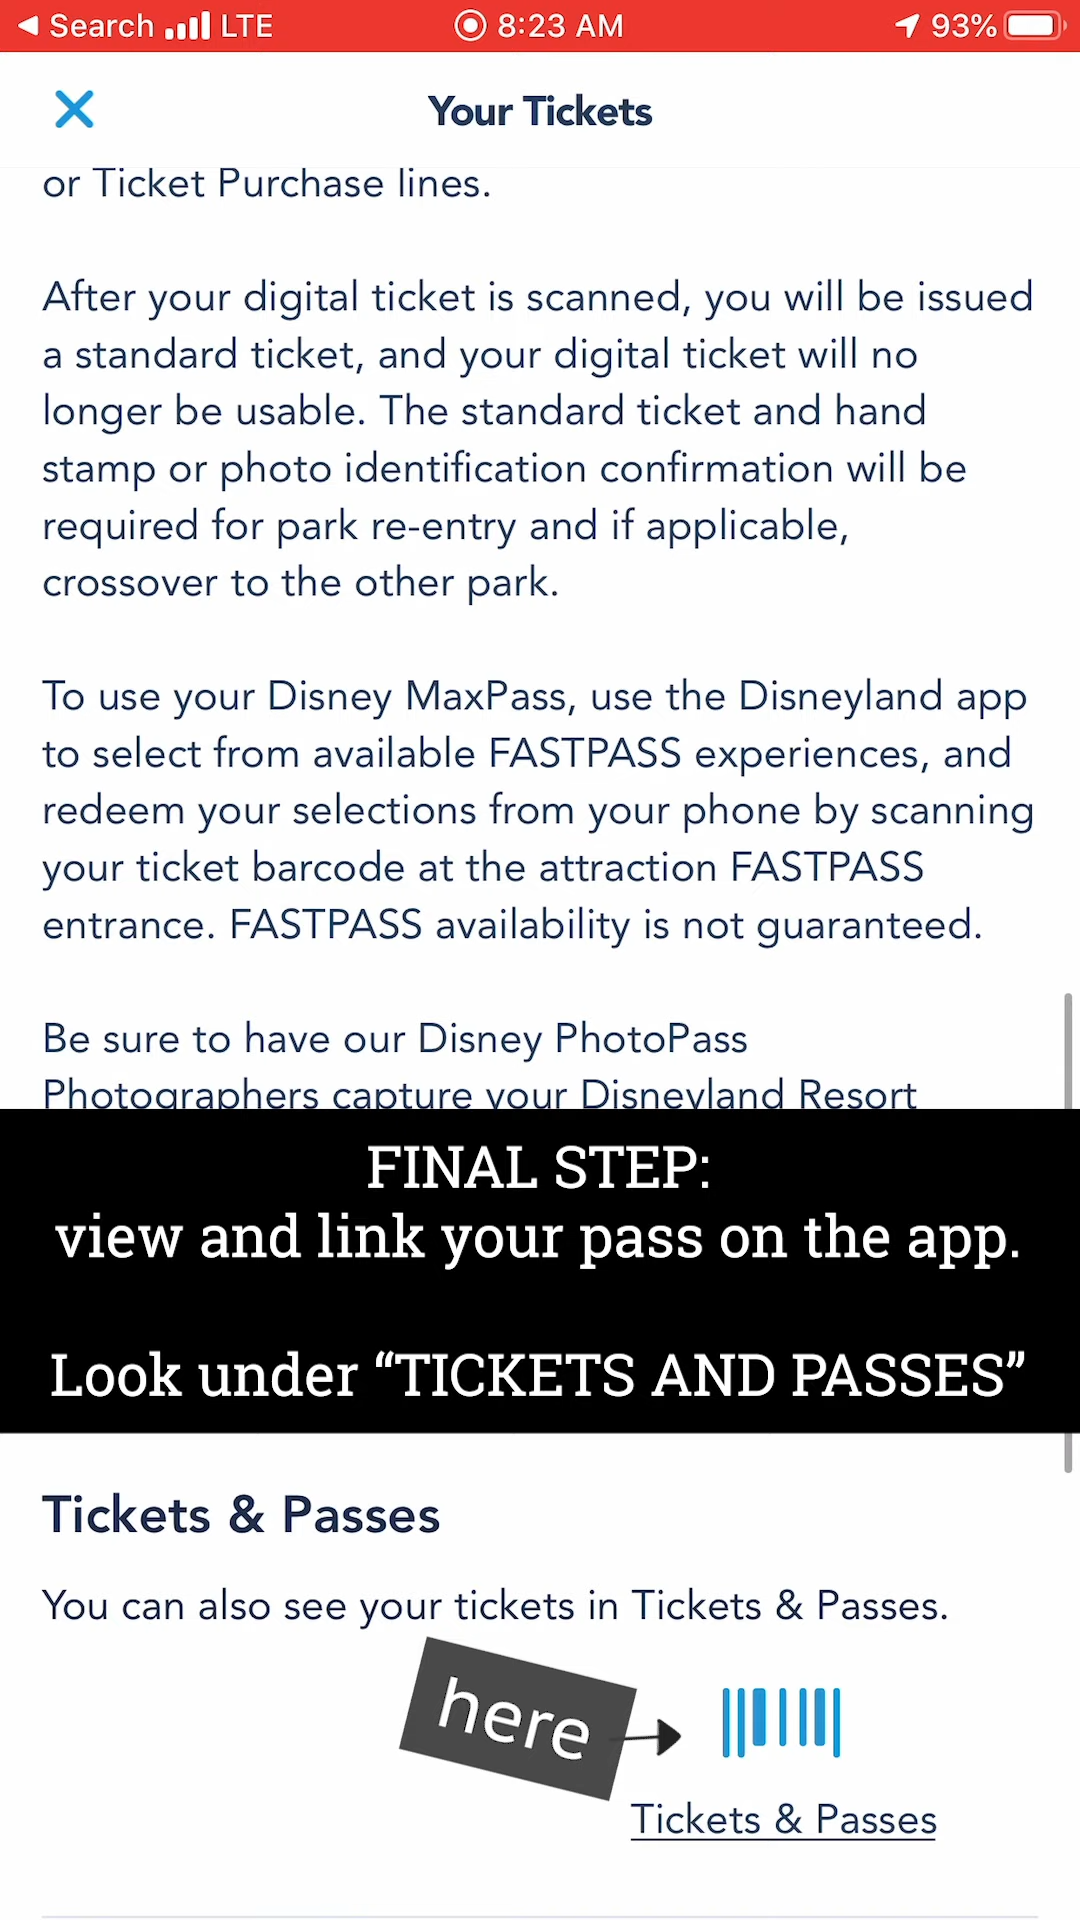 Search LTE 8:23 AM 93%
Your Tickets
or Ticket Purchase lines.
After your digital ticket is scanned, you will be issued
a standard ticket, and your digital ticket will no
longer be usable. The standard ticket and hand
stamp or photo identification confirmation will be
required for park re-entry and if applicable,
crossover to the other park.
To use your Disney MaxPass, use the Disneyland app
to select from available FASTPASS experiences, and
redeem your selections from your phone by scanning
your ticket barcode at the attraction FASTPASS
entrance. FASTPASS availability is not guaranteed.
Be sure to have our Disney PhotoPass
Photographers capture your Disneyland Resort
FINAL STEP:
view and link your pass on the app.
Look under “TICKETS AND PASSES”
Tickets & Passes
You can also see your tickets in Tickets & Passes.
here
Tickets & Passes